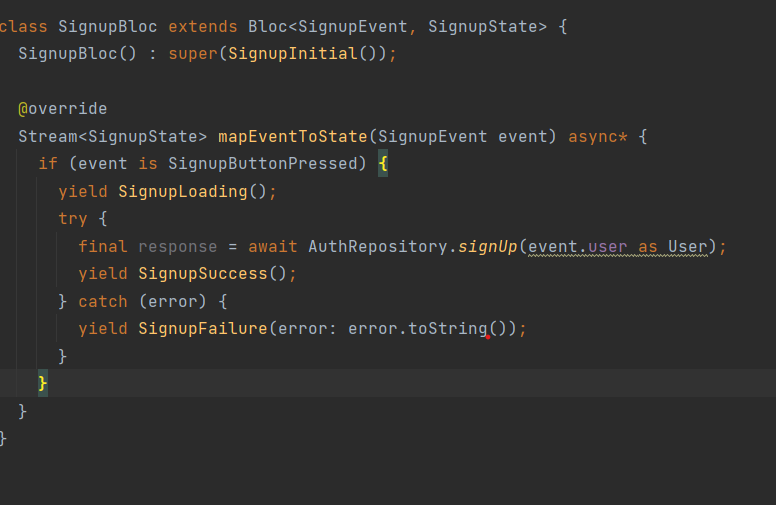 class SignupBloc extends Bloc<SignupEvent, SignupState> {
  SignupBloc() : super(SignupInitial());

  @override
  Stream<SignupState> mapEventToState(SignupEvent event) async* {
    if (event is SignupButtonPressed) {
      yield SignupLoading();
      try {
        final response = await AuthRepository.signUp(event.user as User);
        yield SignupSuccess();
      } catch (error) {
        yield SignupFailure(error: error.toString());
      }
    }
  }
}